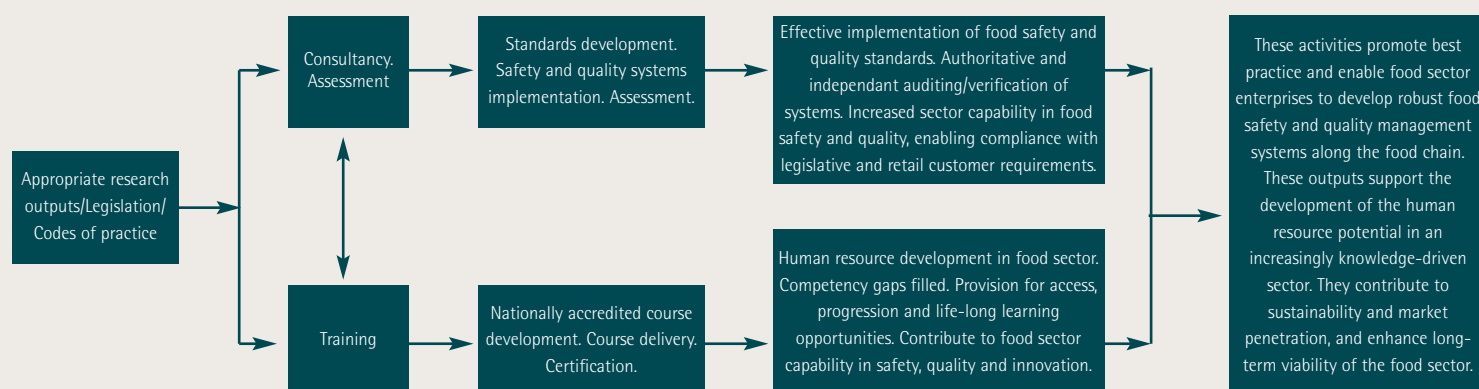 Appropriate research
outputs/Legislation/
Codes of practice
Consultancy.
Assessment
Standards development.
Safety and quality systems
implementation. Assessment.
Effective implementation of food safety and
quality standards. Authoritative and
independant auditing/verification of
systems. Increased sector capability in food
safety and quality, enabling compliance with
legislative and retail customer requirements.
Training
Nationally accredited course
development. Course delivery.
Certification.
Human resource development in food sector.
Competency gaps filled. Provision for access,
progression and life-long learning
opportunities. Contribute to food sector
capability in safety, quality and innovation.
These activities promote best
practice and enable food sector
enterprises to develop robust food
safety and quality management
systems along the food chain.
These outputs support the
development of the human
resource potential in an
increasingly knowledge-driven
sector. They contribute to
sustainability and market
penetration, and enhance long-
term viability of the food sector.